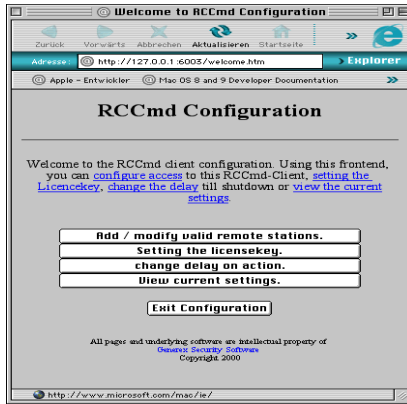 Welcome to RCCmd Configuration
Zurück Vorwärts Abbrechen Aktualisieren Startseite »
Adresse: http://127.0.0.1:6003/welcome.htm > Explorer
Apple - Entwickler Mac OS 8 and 9 Developer Documentation »
RCCmd Configuration
Welcome to the RCCmd client configuration. Using this frontend,
you can configure access to this RCCmd-Client, setting the
Licencekey, change the delay till shutdown or view the current
settings.
Add / modify valid remote stations.
Setting the licensekey.
change delay on action.
View current settings.
Exit Configuration
All pages and underlying software are intellectual property of
Generex Security Software
Copyright 2000
http://www.microsoft.com/mac/ie/